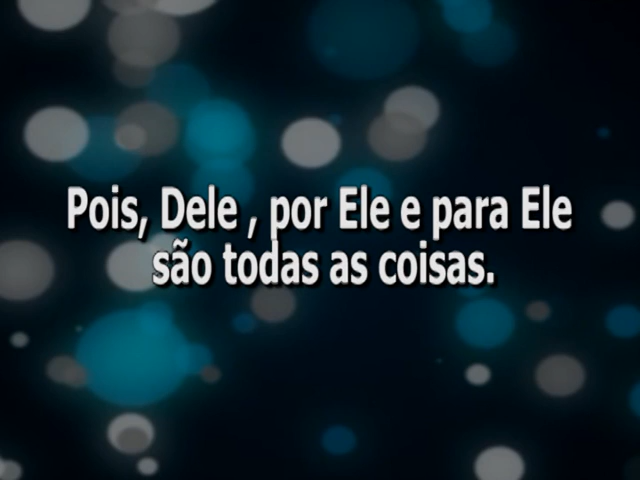 Pois, Dele , por Ele e para Ele
são todas as coisas.